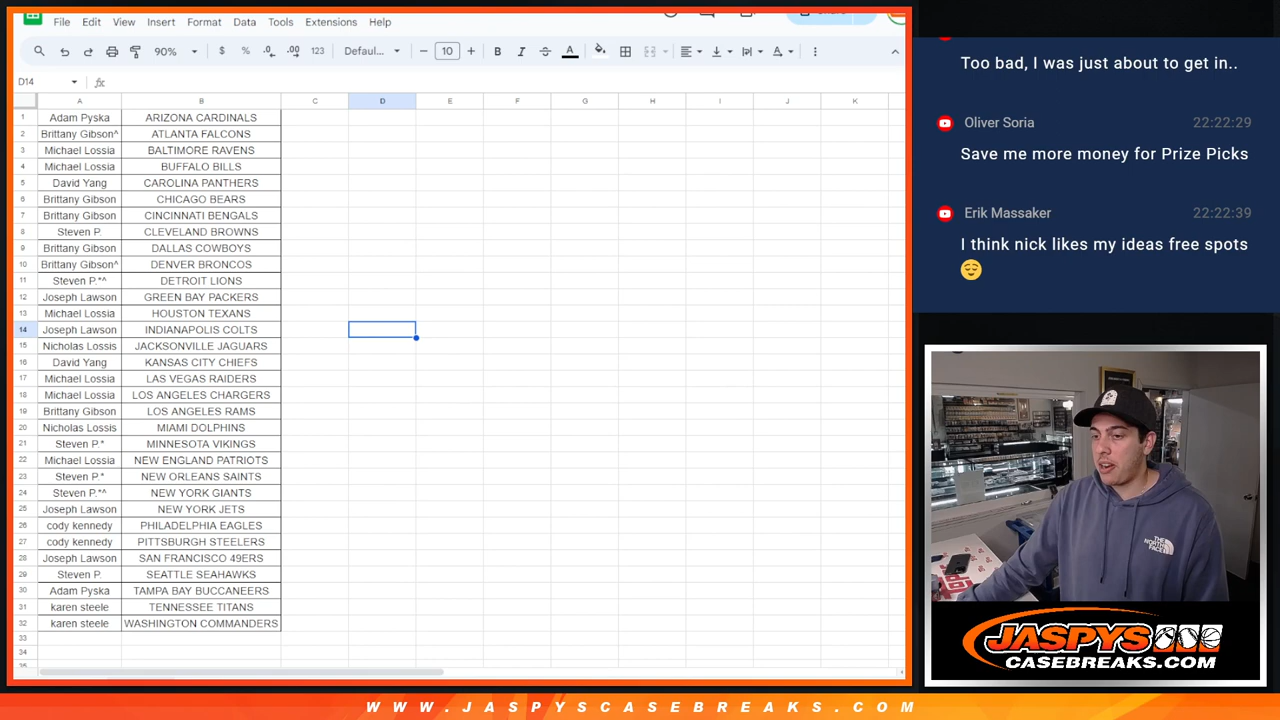 File Edit View Insert Format Data Tools Extensions Help
90% $ % .0 .00 123 Defaul... − 10 + B I S A
D14 fx
A B C D E F G H I J K
1 Adam Pyska ARIZONA CARDINALS
2 Brittany Gibson^ ATLANTA FALCONS
3 Michael Lossia BALTIMORE RAVENS
4 Michael Lossia BUFFALO BILLS
5 David Yang CAROLINA PANTHERS
6 Brittany Gibson CHICAGO BEARS
7 Brittany Gibson CINCINNATI BENGALS
8 Steven P. CLEVELAND BROWNS
9 Brittany Gibson DALLAS COWBOYS
10 Brittany Gibson^ DENVER BRONCOS
11 Steven P.*^ DETROIT LIONS
12 Joseph Lawson GREEN BAY PACKERS
13 Michael Lossia HOUSTON TEXANS
14 Joseph Lawson INDIANAPOLIS COLTS
15 Nicholas Lossis JACKSONVILLE JAGUARS
16 David Yang KANSAS CITY CHIEFS
17 Michael Lossia LAS VEGAS RAIDERS
18 Michael Lossia LOS ANGELES CHARGERS
19 Brittany Gibson LOS ANGELES RAMS
20 Nicholas Lossis MIAMI DOLPHINS
21 Steven P.* MINNESOTA VIKINGS
22 Michael Lossia NEW ENGLAND PATRIOTS
23 Steven P.* NEW ORLEANS SAINTS
24 Steven P.*^ NEW YORK GIANTS
25 Joseph Lawson NEW YORK JETS
26 cody kennedy PHILADELPHIA EAGLES
27 cody kennedy PITTSBURGH STEELERS
28 Joseph Lawson SAN FRANCISCO 49ERS
29 Steven P. SEATTLE SEAHAWKS
30 Adam Pyska TAMPA BAY BUCCANEERS
31 karen steele TENNESSEE TITANS
32 karen steele WASHINGTON COMMANDERS
33
34
Too bad, I was just about to get in..
Oliver Soria 22:22:29
Save me more money for Prize Picks
Erik Massaker 22:22:39
I think nick likes my ideas free spots
😌
THE NORTH FACE
JASPYS
CASEBREAKS.COM
WWW.JASPYSCASEBREAKS.COM